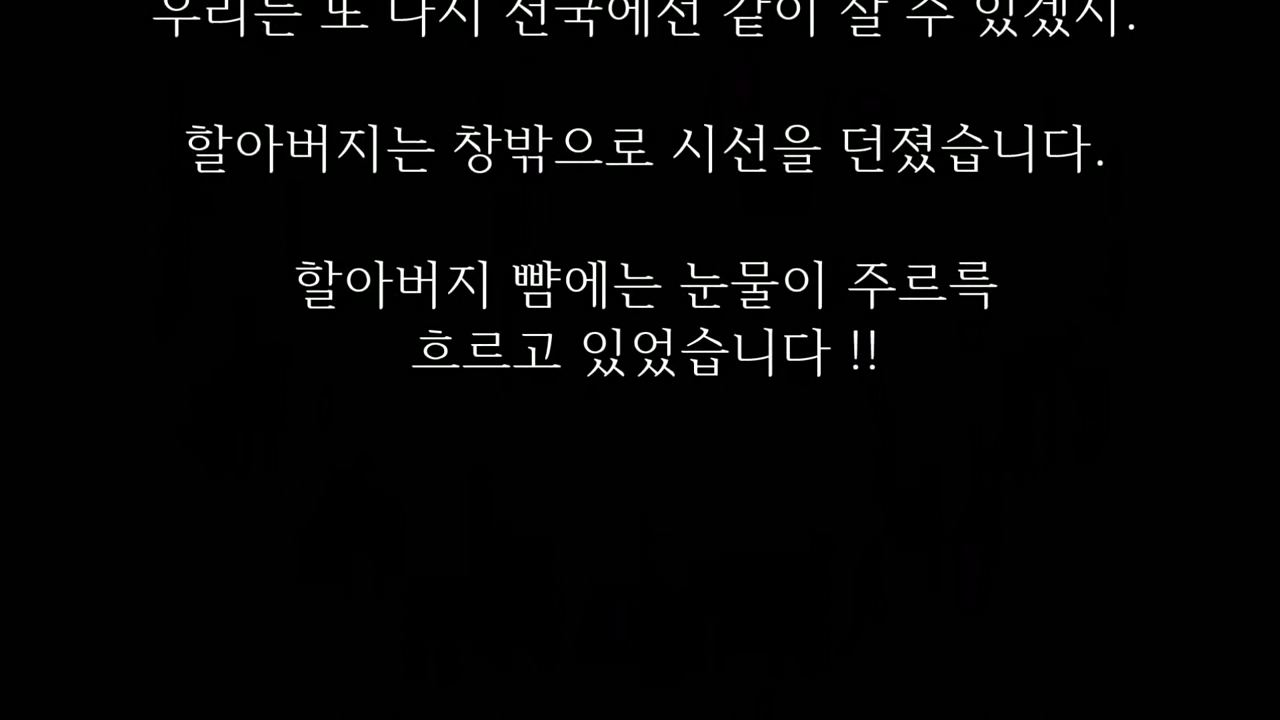 우리는 또 다시 천국에선 같이 살 수 있겠지.
할아버지는 창밖으로 시선을 던졌습니다.
할아버지 뺨에는 눈물이 주르륵
흐르고 있었습니다 !!